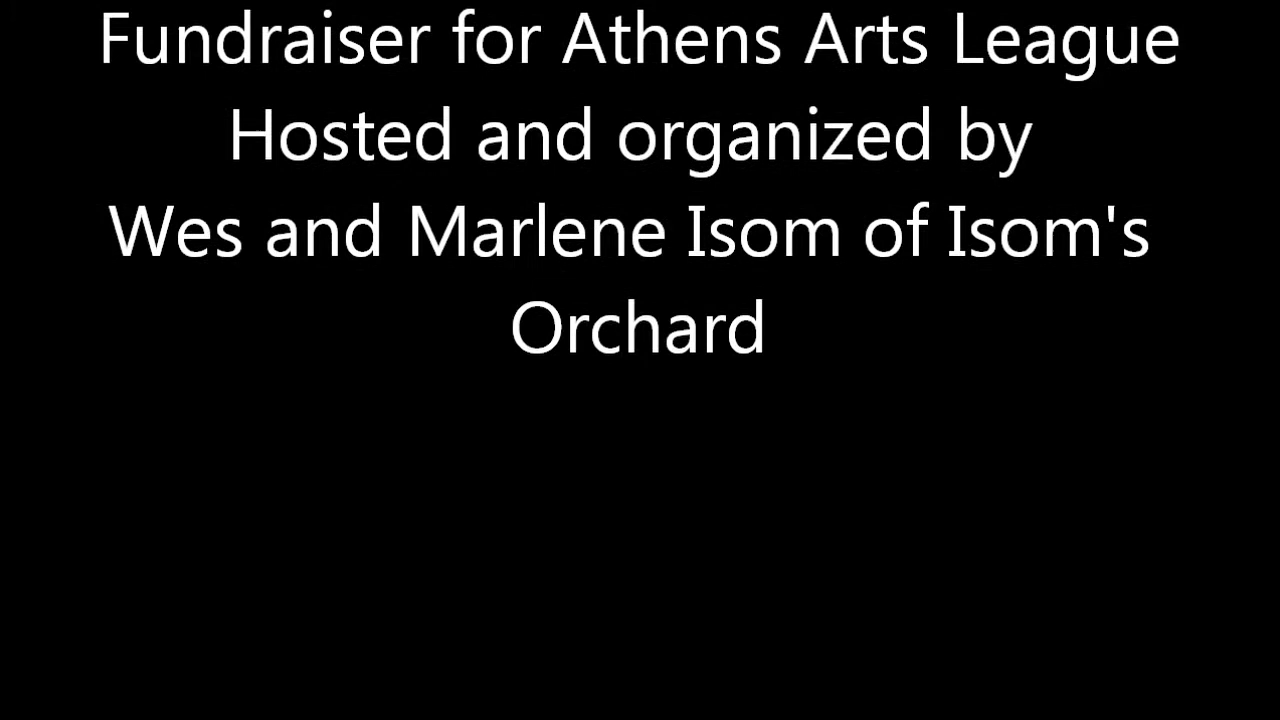 Fundraiser for Athens Arts League
Hosted and organized by
Wes and Marlene Isom of Isom's
Orchard